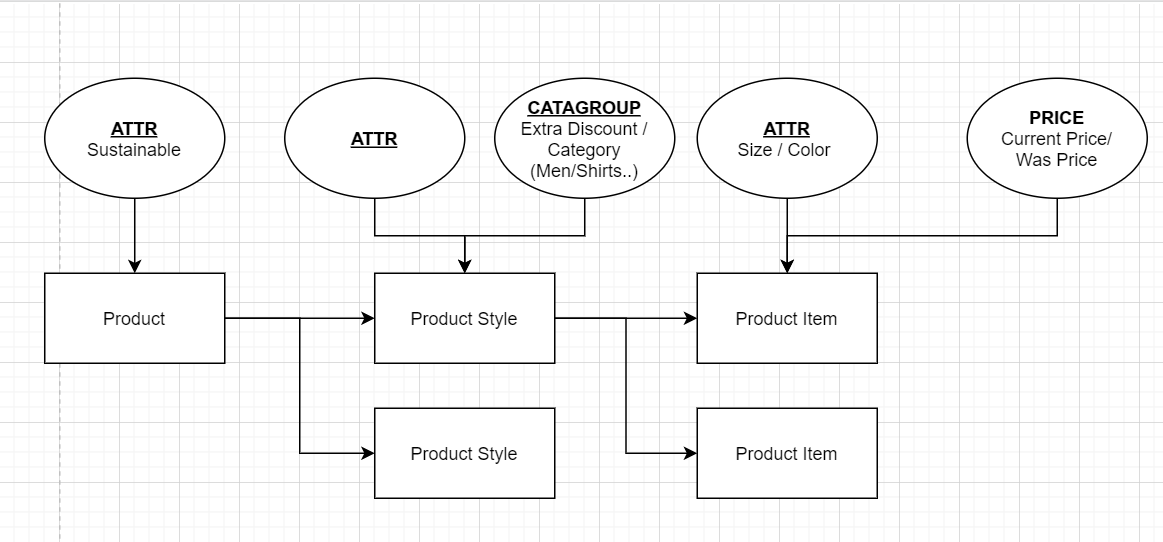 ATTR
Sustainable
ATTR
CATAGROUP
Extra Discount /
Category
(Men/Shirts..)
ATTR
Size / Color
PRICE
Current Price/
Was Price
Product
Product Style
Product Item
Product Style
Product Item